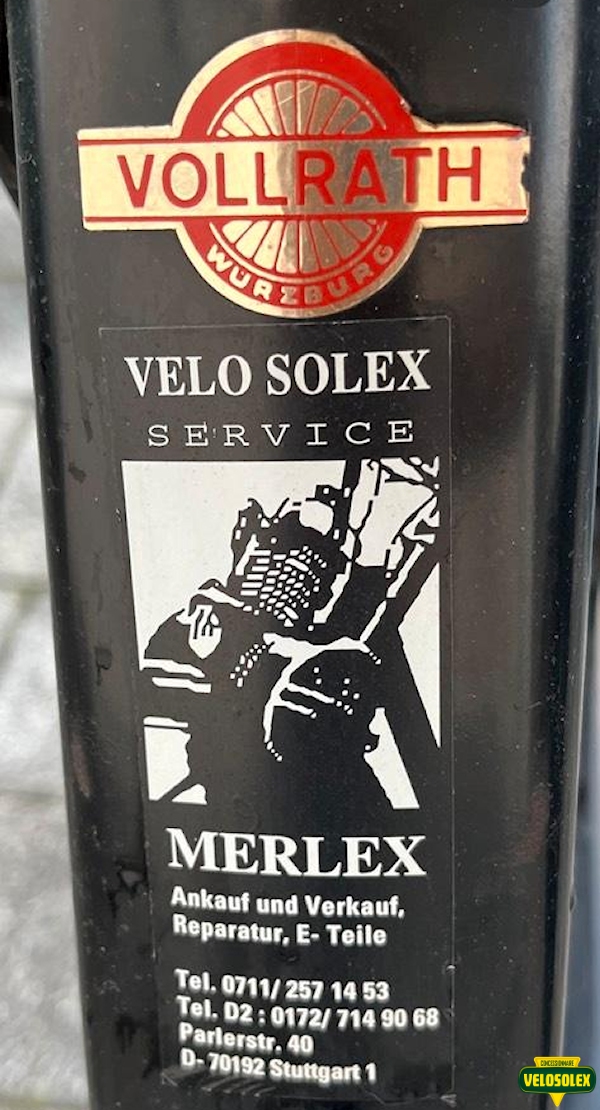 VOLLRATH
WÜRZBURG
VELO SOLEX
SERVICE
MERLEX
Ankauf und Verkauf,
Reparatur, E- Teile
Tel. 0711/ 257 14 53
Tel. D2 : 0172/ 714 90 68
Parlerstr. 40
D- 70192 Stuttgart 1
CONCESSIONNAIRE
VELOSOLEX